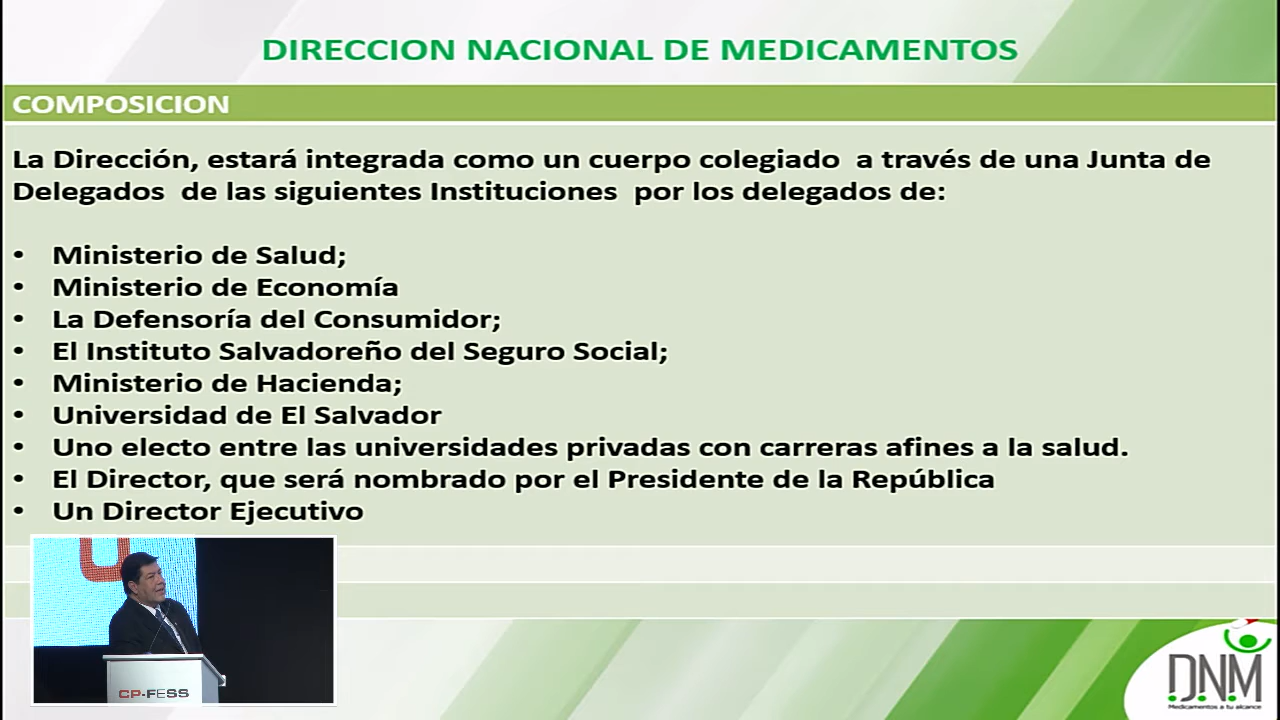 DIRECCION NACIONAL DE MEDICAMENTOS
COMPOSICION
La Dirección, estará integrada como un cuerpo colegiado a través de una Junta de
Delegados de las siguientes Instituciones por los delegados de:
• Ministerio de Salud;
• Ministerio de Economía
• La Defensoría del Consumidor;
• El Instituto Salvadoreño del Seguro Social;
• Ministerio de Hacienda;
• Universidad de El Salvador
• Uno electo entre las universidades privadas con carreras afines a la salud.
• El Director, que será nombrado por el Presidente de la República
• Un Director Ejecutivo
CP-FESS
D.N.M
Medicamentos a tu alcance